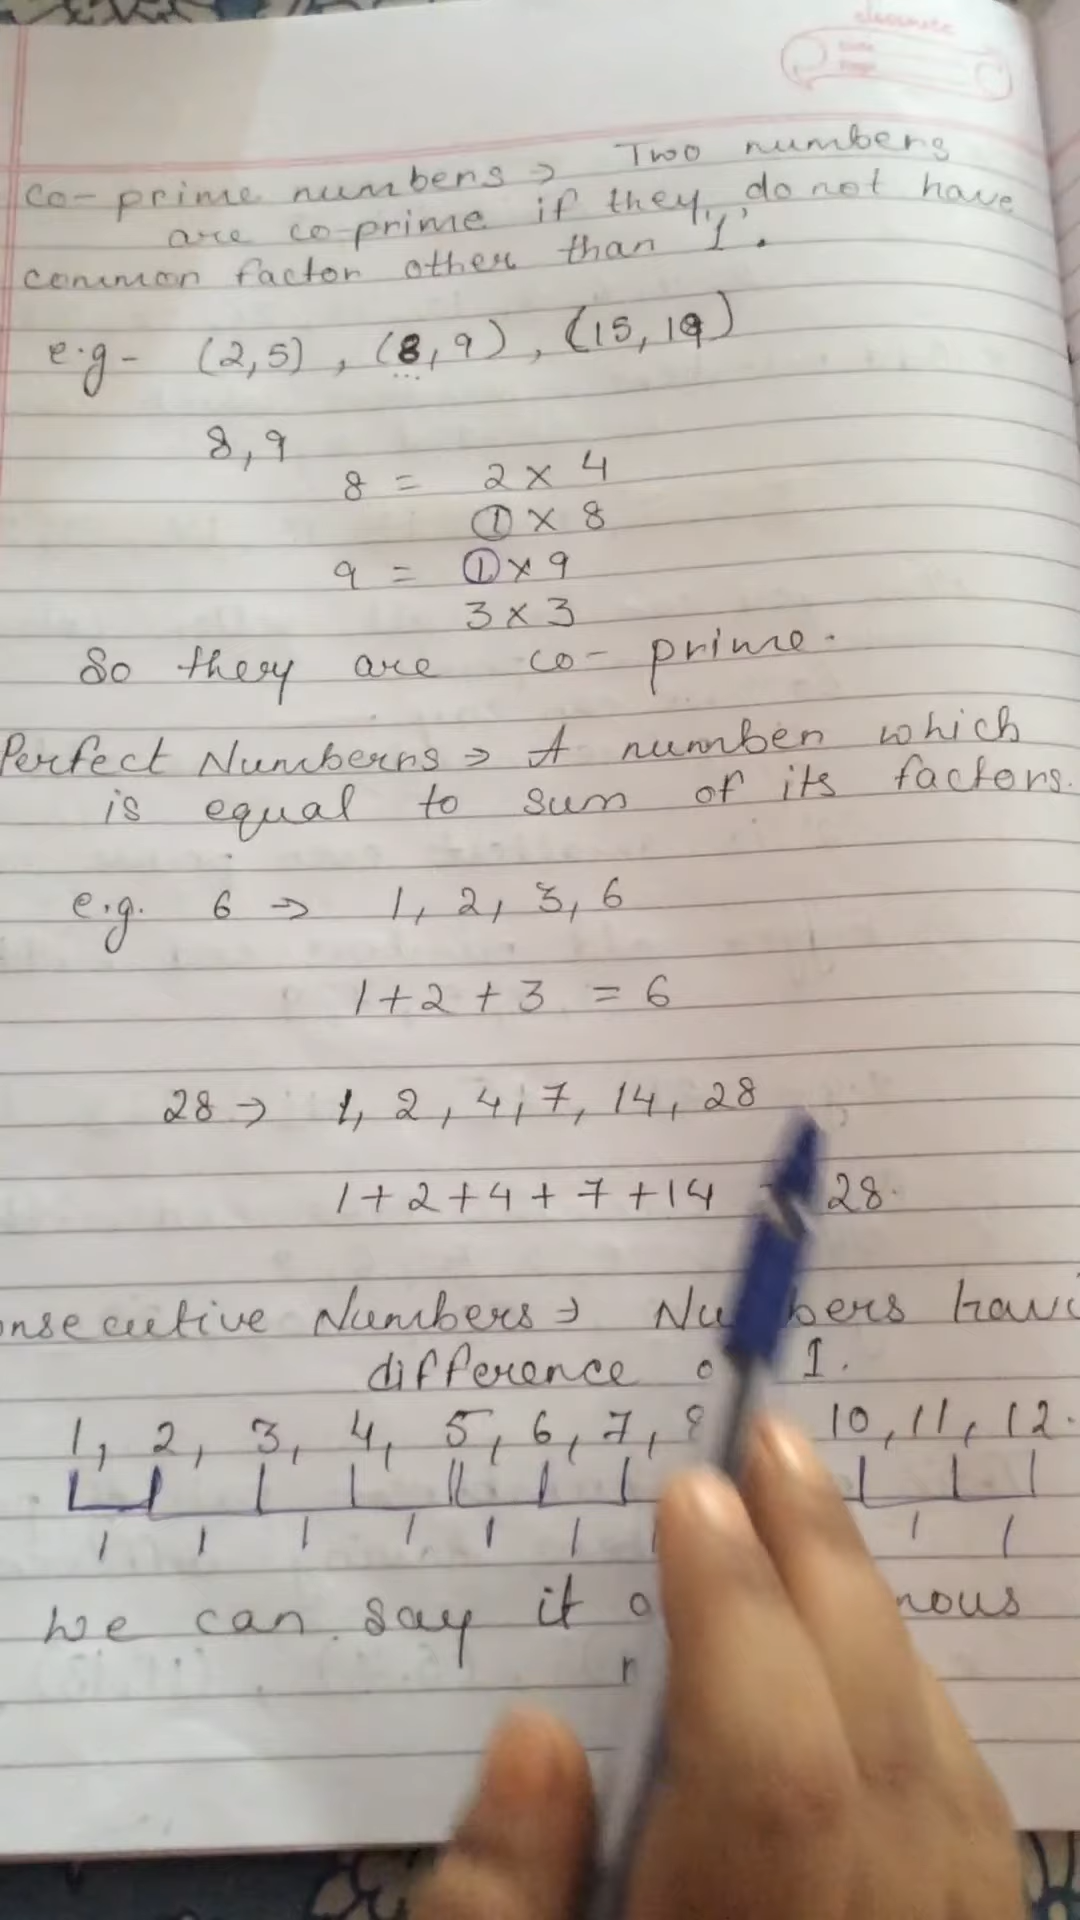 classmate
Date
Page
co-prime numbers → Two numbers
are co-prime if they do not have
common factor other than "1".
e.g- (2,5), (8,9), (15,19)
8,9
8 = 2 x 4
1 x 8
9 = 1 x 9
3 x 3
So they are co- prime.
Perfect Numbers → A number which
is equal to sum of its factors.
e.g. 6 → 1, 2, 3, 6
1+2+3 = 6
28 → 1, 2, 4, 7, 14, 28
1+2+4+7+14 28.
Numbers → having
difference 1.
1, 2, 3, 4, 5, 6, 7, 10, 11, 12.
1 1 1 1 1 1 1 1 1
we can say it